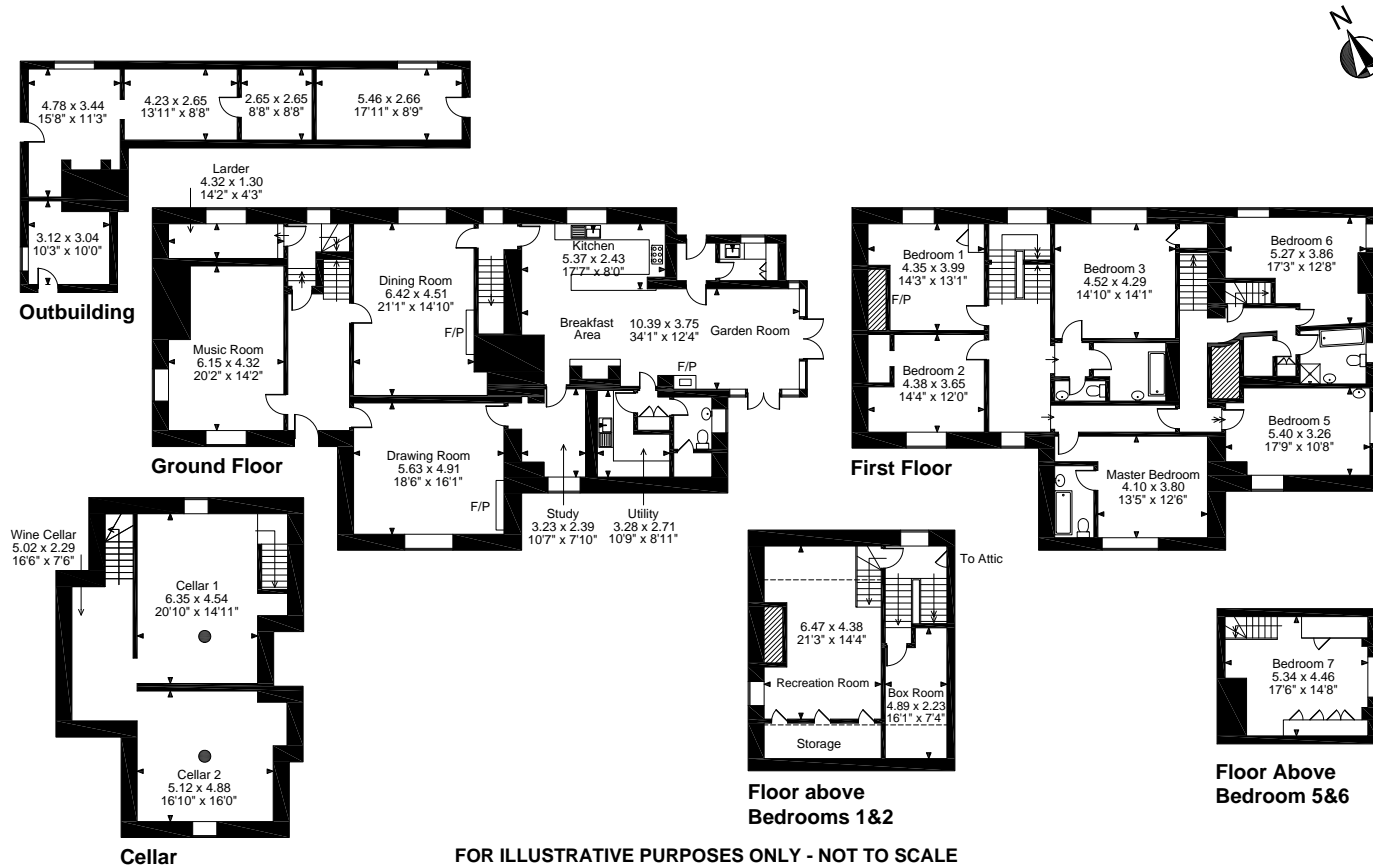 N
4.78 x 3.44
15'8" x 11'3"
4.23 x 2.65
13'11" x 8'8"
2.65 x 2.65
8'8" x 8'8"
5.46 x 2.66
17'11" x 8'9"
3.12 x 3.04
10'3" x 10'0"
Outbuilding
Larder
4.32 x 1.30
14'2" x 4'3"
Music Room
6.15 x 4.32
20'2" x 14'2"
Dining Room
6.42 x 4.51
21'1" x 14'10"
F/P
Kitchen
5.37 x 2.43
17'7" x 8'0"
Breakfast
Area
10.39 x 3.75
34'1" x 12'4"
Garden Room
F/P
Drawing Room
5.63 x 4.91
18'6" x 16'1"
F/P
Study
3.23 x 2.39
10'7" x 7'10"
Utility
3.28 x 2.71
10'9" x 8'11"
Ground Floor
Bedroom 1
4.35 x 3.99
14'3" x 13'1"
F/P
Bedroom 2
4.38 x 3.65
14'4" x 12'0"
Bedroom 3
4.52 x 4.29
14'10" x 14'1"
Bedroom 6
5.27 x 3.86
17'3" x 12'8"
Bedroom 5
5.40 x 3.26
17'9" x 10'8"
Master Bedroom
4.10 x 3.80
13'5" x 12'6"
First Floor
Wine Cellar
5.02 x 2.29
16'6" x 7'6"
Cellar 1
6.35 x 4.54
20'10" x 14'11"
Cellar 2
5.12 x 4.88
16'10" x 16'0"
Cellar
To Attic
6.47 x 4.38
21'3" x 14'4"
Recreation Room
Box Room
4.89 x 2.23
16'1" x 7'4"
Storage
Floor above
Bedrooms 1&2
Bedroom 7
5.34 x 4.46
17'6" x 14'8"
Floor Above
Bedroom 5&6
FOR ILLUSTRATIVE PURPOSES ONLY - NOT TO SCALE